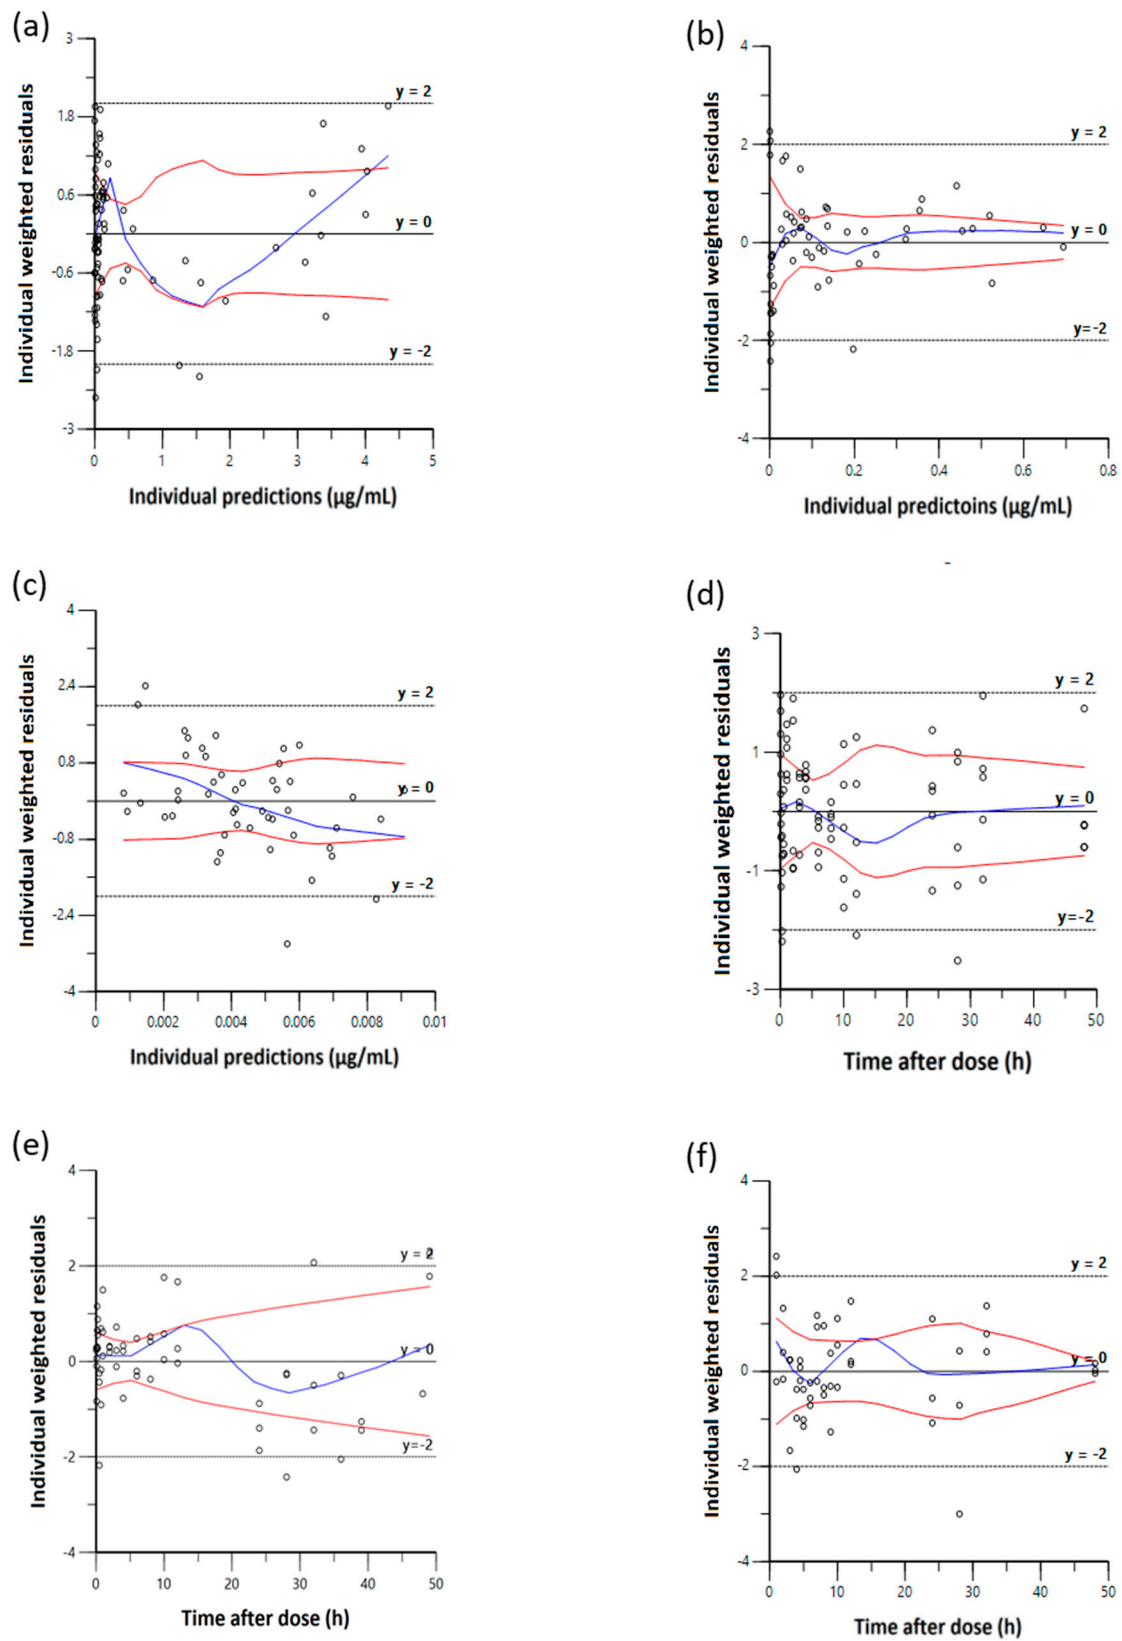 (a)
3
1.8
0.6
-0.6
-1.8
-3
y = 2
y = 0
y = -2
0 1 2 3 4 5
Individual weighted residuals
Individual predictions (µg/mL)
(b)
4
2
0
-2
-4
y = 2
y = 0
y=-2
0 0.2 0.4 0.6 0.8
Individual weighted residuals
Individual predictoins (µg/mL)
(c)
4
2.4
0.8
-0.8
-2.4
-4
y = 2
y = 0
y = -2
0 0.002 0.004 0.006 0.008 0.01
Individual weighted residuals
Individual predictions (µg/mL)
(d)
3
1
-1
-3
y = 2
y = 0
y=-2
0 10 20 30 40 50
Individual weighted residuals
Time after dose (h)
(e)
4
2
0
-2
-4
y = 2
y = 0
y=-2
0 10 20 30 40 50
Individual weighted residuals
Time after dose (h)
(f)
4
2
0
-2
-4
y = 2
y = 0
y = -2
0 10 20 30 40 50
Individual weighted residuals
Time after dose (h)